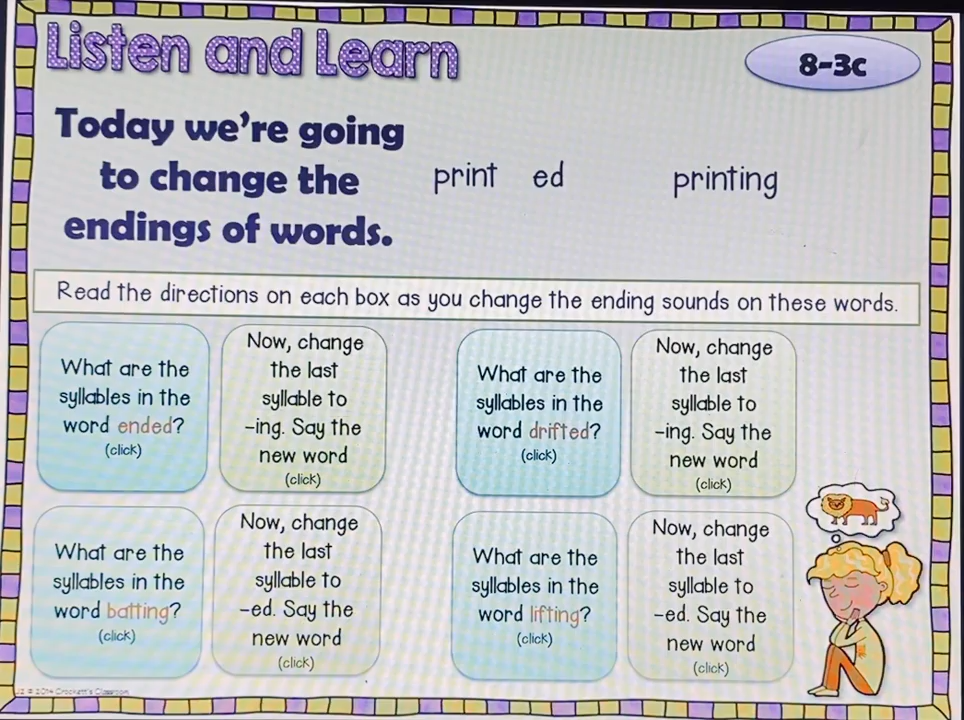 Listen and Learn
8-3c
Today we're going
to change the
endings of words.
print ed
printing
Read the directions on each box as you change the ending sounds on these words.
What are the
syllables in the
word ended?
(click)
Now, change
the last
syllable to
-ing. Say the
new word
(click)
What are the
syllables in the
word drifted?
(click)
Now, change
the last
syllable to
-ing. Say the
new word
(click)
What are the
syllables in the
word batting?
(click)
Now, change
the last
syllable to
-ed. Say the
new word
(click)
What are the
syllables in the
word lifting?
(click)
Now, change
the last
syllable to
-ed. Say the
new word
(click)
© 2014 Crockett's Classroom